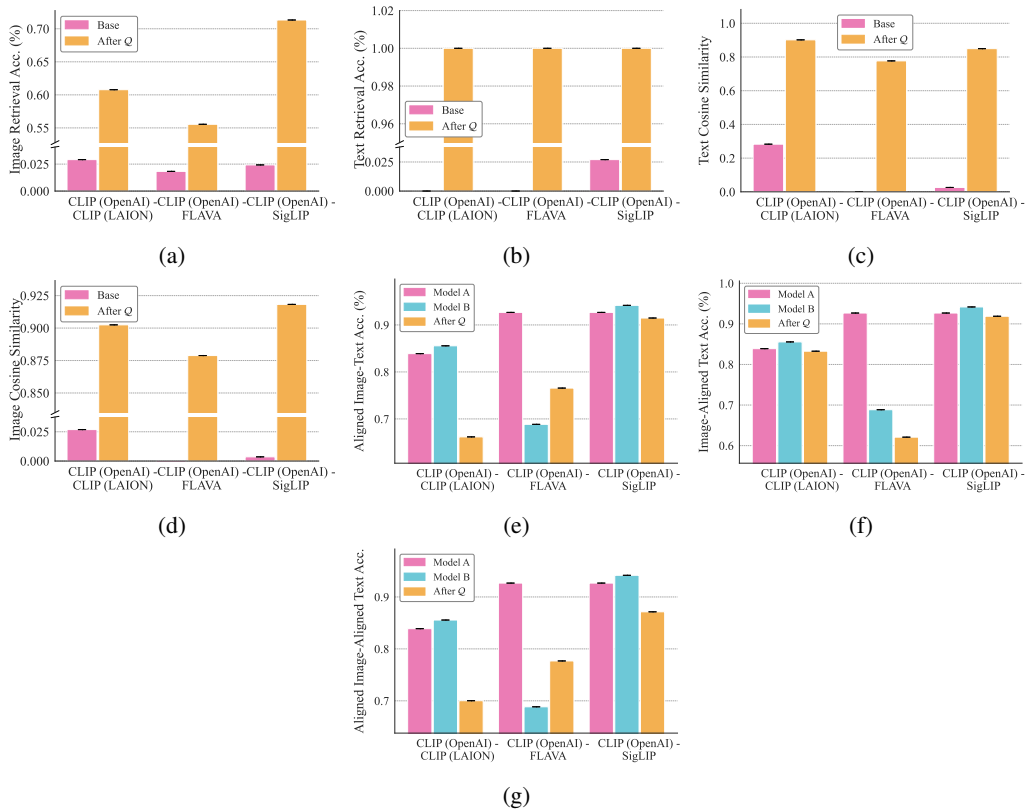 Image Retrieval Acc. (%)
0.70
0.60
0.55
0.025
0.000
Base
After Q
CLIP (OpenAI) -CLIP (OpenAI) -CLIP (OpenAI) -
CLIP (LAION) FLAVA SigLIP
(a)
Text Retrieval Acc. (%)
1.02
1.00
0.98
0.96
0.025
0.000
Base
After Q
CLIP (OpenAI) -CLIP (OpenAI) -CLIP (OpenAI) -
CLIP (LAION) FLAVA SigLIP
(b)
Text Cosine Similarity
1.0
0.8
0.6
0.4
0.2
0.0
Base
After Q
CLIP (OpenAI) -CLIP (OpenAI) -CLIP (OpenAI) -
CLIP (LAION) FLAVA SigLIP
(c)
Image Cosine Similarity
0.925
0.900
0.875
0.850
0.025
0.000
Base
After Q
CLIP (OpenAI) -CLIP (OpenAI) -CLIP (OpenAI) -
CLIP (LAION) FLAVA SigLIP
(d)
Aligned Image-Text Acc. (%)
0.9
0.8
0.7
Model A
Model B
After Q
CLIP (OpenAI) - CLIP (OpenAI) - CLIP (OpenAI) -
CLIP (LAION) FLAVA SigLIP
(e)
Image-Aligned Text Acc. (%)
1.0
0.9
0.8
0.7
0.6
Model A
Model B
After Q
CLIP (OpenAI) - CLIP (OpenAI) - CLIP (OpenAI) -
CLIP (LAION) FLAVA SigLIP
(f)
Aligned Image-Aligned Text Acc.
0.9
0.8
0.7
Model A
Model B
After Q
CLIP (OpenAI) - CLIP (OpenAI) - CLIP (OpenAI) -
CLIP (LAION) FLAVA SigLIP
(g)